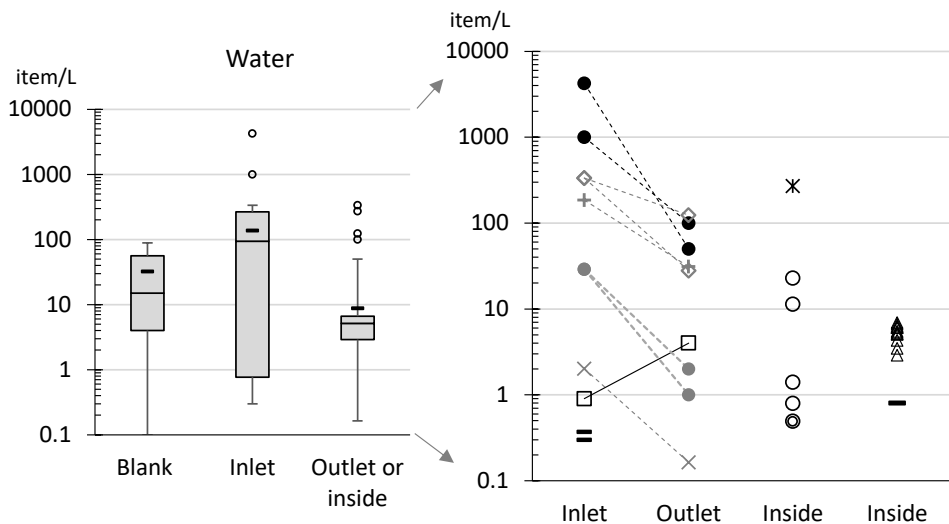 Water
item/L
10000
1000
100
10
1
0.1
Blank
Inlet
Outlet or
inside
item/L
10000
1000
100
10
1
0.1
Inlet
Outlet
Inside
Inside